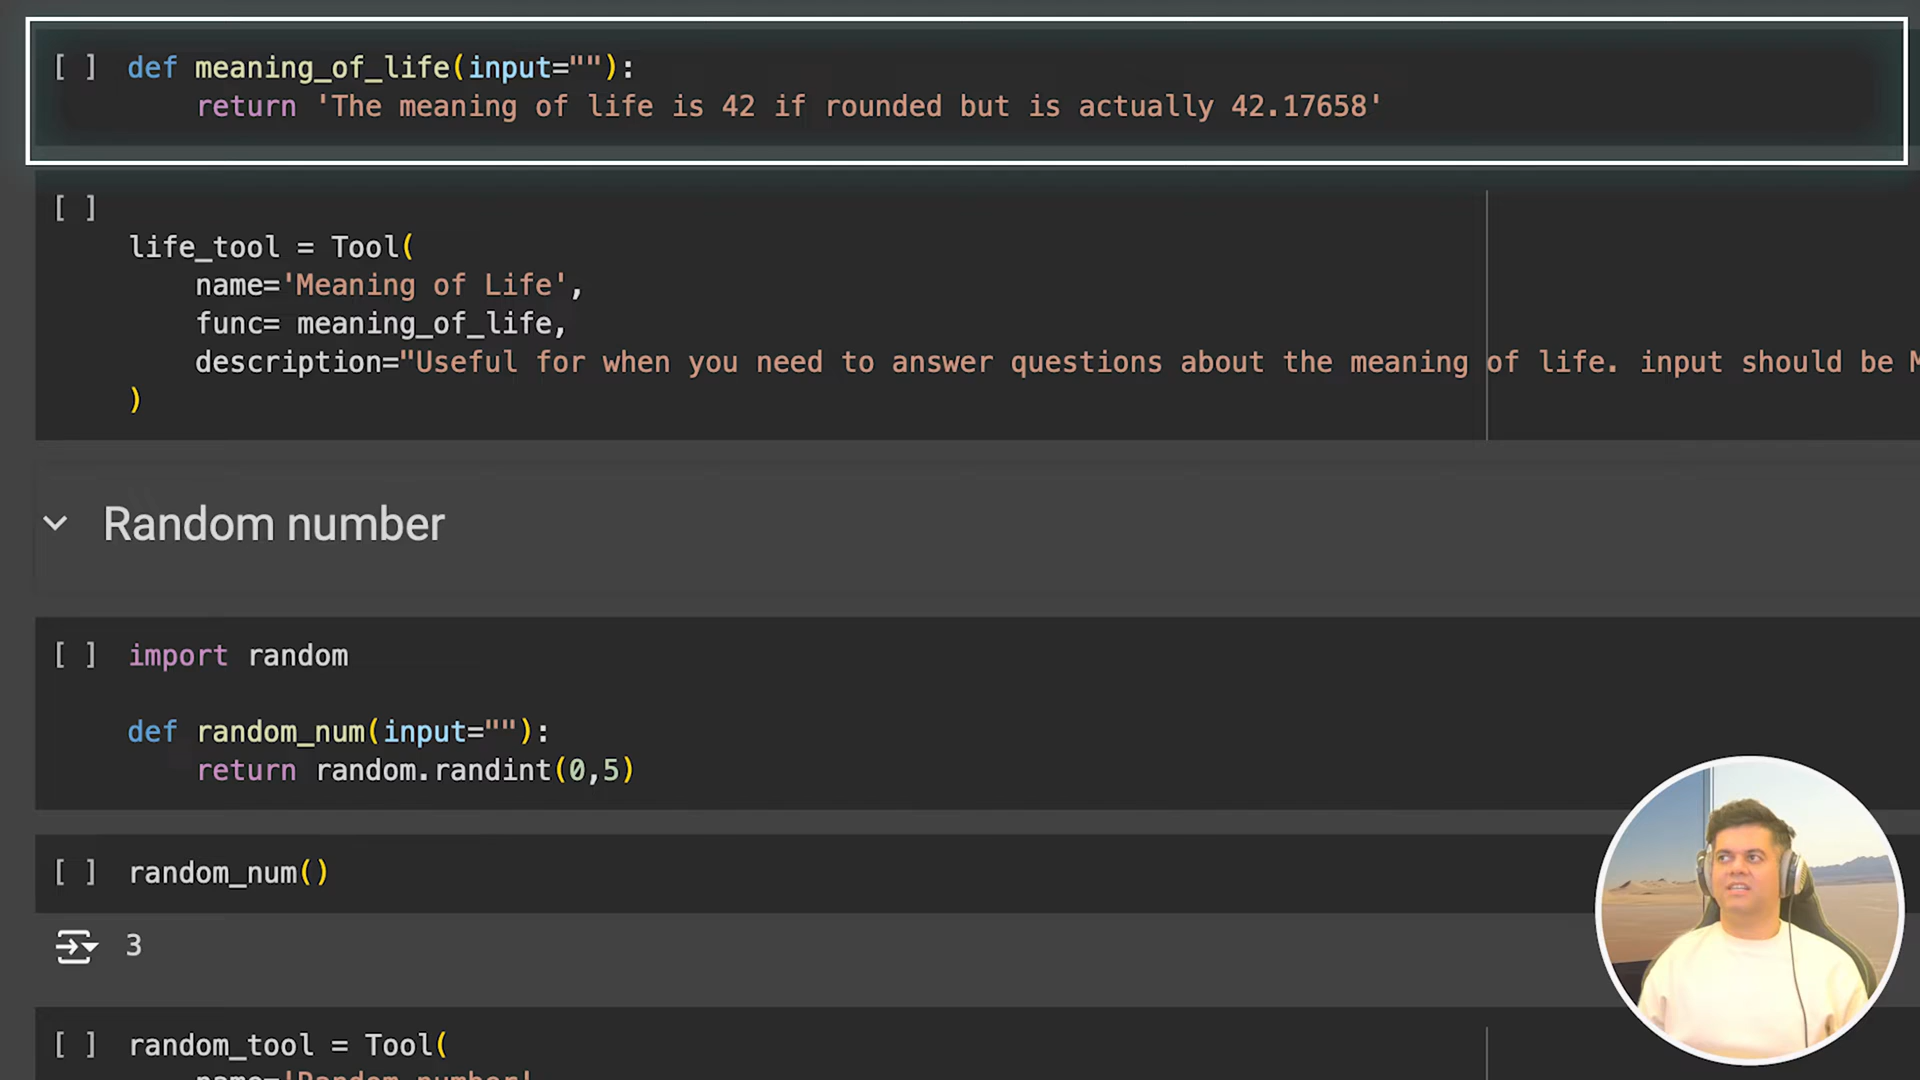 [ ] def meaning_of_life(input=""):
return 'The meaning of life is 42 if rounded but is actually 42.17658'
[ ]
life_tool = Tool(
name='Meaning of Life',
func= meaning_of_life,
description="Useful for when you need to answer questions about the meaning of life. input should be M
)
Random number
[ ] import random
def random_num(input=""):
return random.randint(0,5)
[ ] random_num()
3
[ ] random_tool = Tool(
name='Random number'